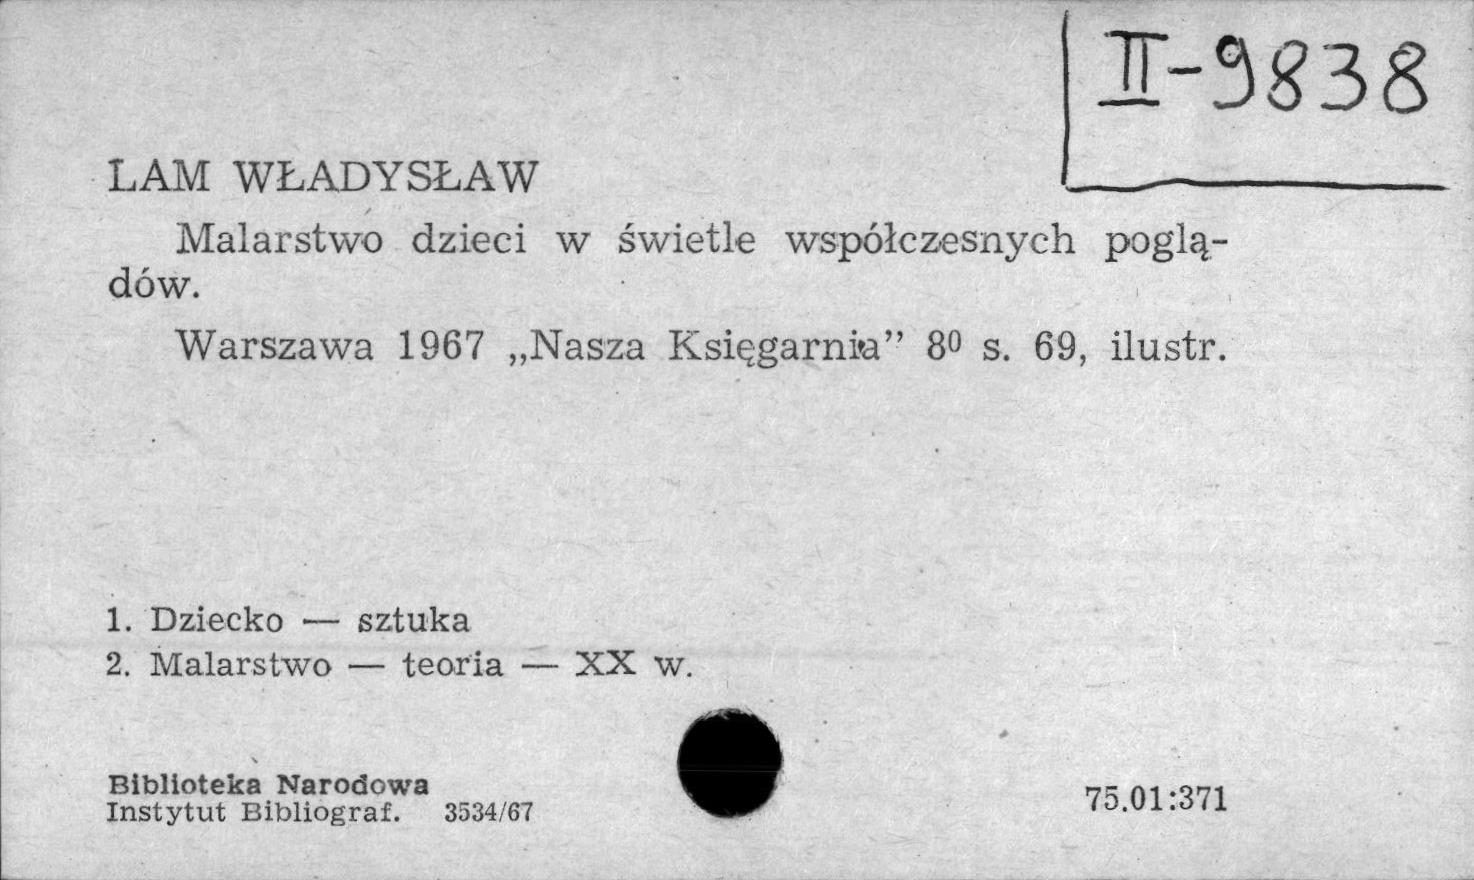 II-9838
LAM WŁADYSŁAW
Malarstwo dzieci w świetle współczesnych poglą-
dów.
Warszawa 1967 „Nasza Księgarnia” 8⁰ s. 69, ilustr.
1. Dziecko — sztuka
2. Malarstwo — teoria — XX w.
Biblioteka Narodowa
Instytut Bibliograf. 3534/67
75.01:371